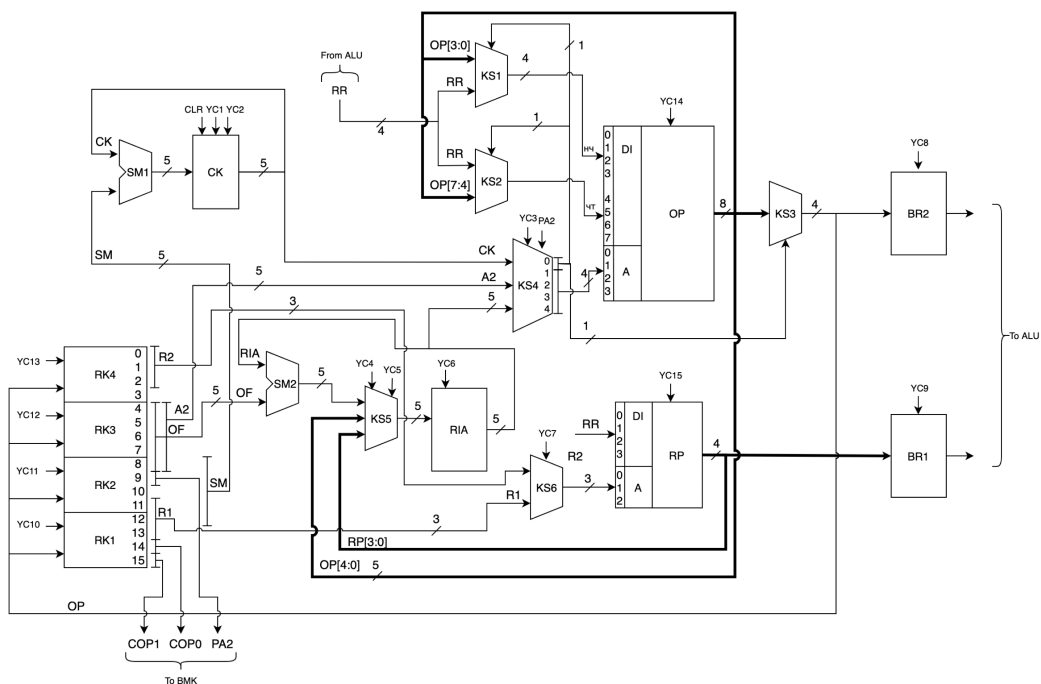 From ALU
RR
OP[3:0]
1
4
KS1
RR
4
CLR YC1 YC2
YC14
CK
SM1
5
CK
5
1
0
1
2
3
DI
нч
YC8
RR
KS2
OP[7:4]
чт
4
5
6
7
OP
8
KS3
4
BR2
YC3 PA2
SM
5
CK
0
1
2
3
4
KS4
4
0
1
2
3
A
5
A2
5
3
1
To ALU
YC13
RK4
0
1
2
3
R2
RIA
SM2
5
YC4
YC5
YC6
YC15
YC9
YC12
RK3
4
5
6
7
A2
OF
5
OF
KS5
5
RIA
5
RR
0
1
2
3
DI
RP
4
BR1
YC7
R2
YC11
RK2
8
9
10
11
SM
KS6
3
0
1
2
A
R1
YC10
RK1
12
13
14
15
R1
3
RP[3:0]
OP[4:0]
5
OP
COP1 COP0 PA2
To BMK